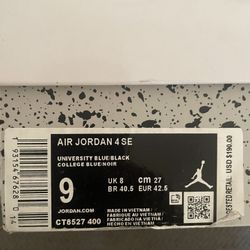 AIR JORDAN 4 SE
UNIVERSITY BLUE/BLACK
COLLEGE BLUE/NOIR
9
UK 8
cm 27
BR 40.5
EUR 42.5
JORDAN.COM
CT8527 400
MADE IN VIETNAM /
FABRIQUÉ AU VIETNAM /
HECHO EN VIETNAM /
FABRICADO NO VIETNAM
USD $190.00